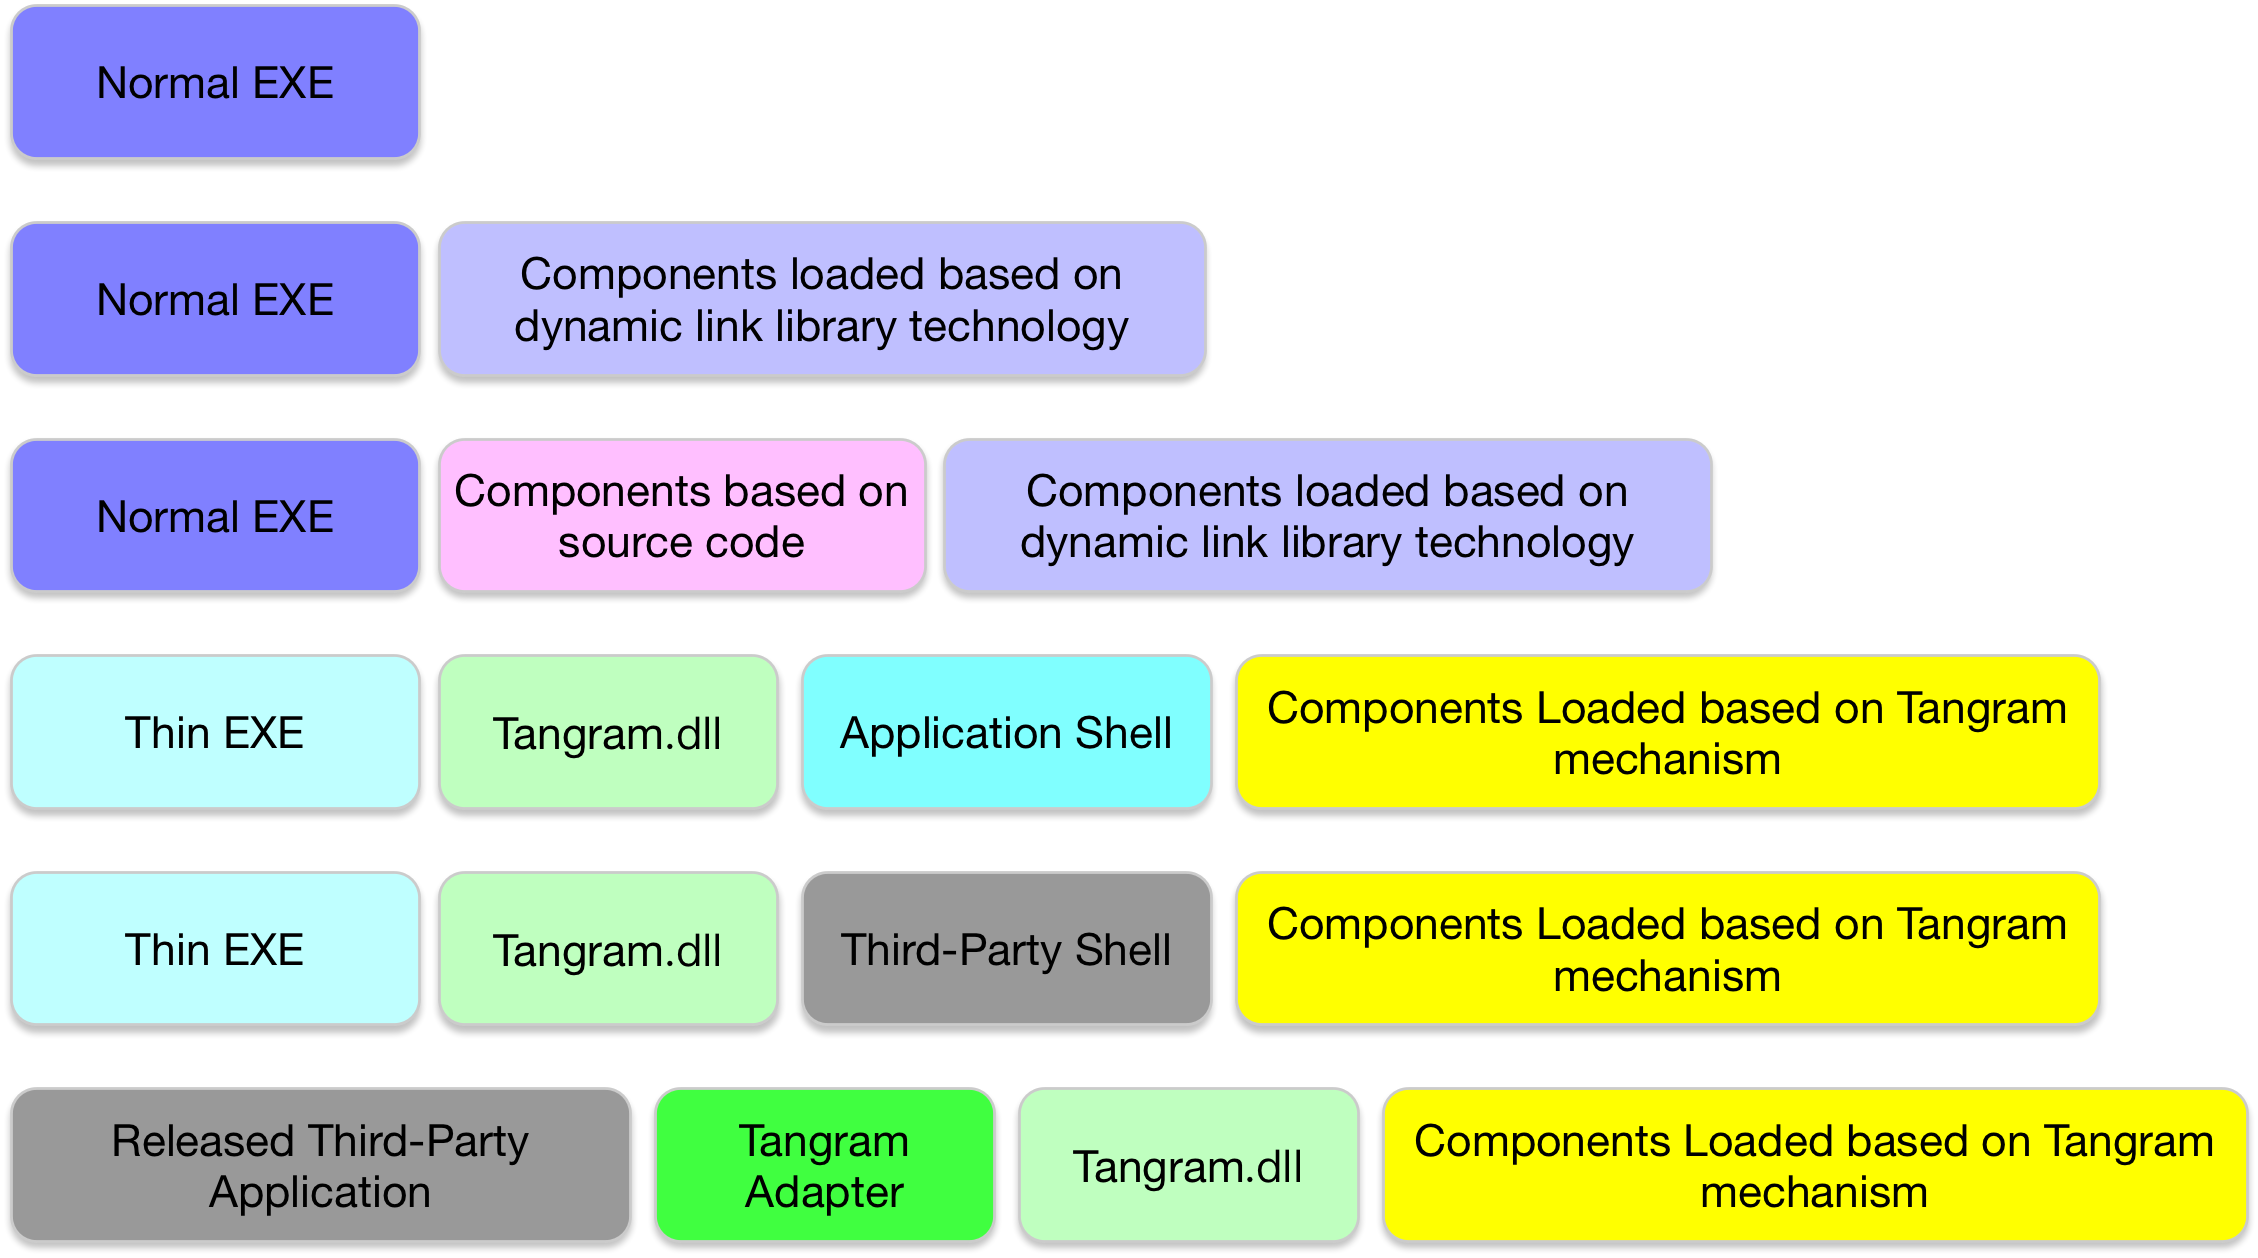 Normal EXE
Normal EXE
Components loaded based on
dynamic link library technology
Normal EXE
Components based on
source code
Components loaded based on
dynamic link library technology
Thin EXE
Tangram.dll
Application Shell
Components Loaded based on Tangram
mechanism
Thin EXE
Tangram.dll
Third-Party Shell
Components Loaded based on Tangram
mechanism
Released Third-Party
Application
Tangram
Adapter
Tangram.dll
Components Loaded based on Tangram
mechanism